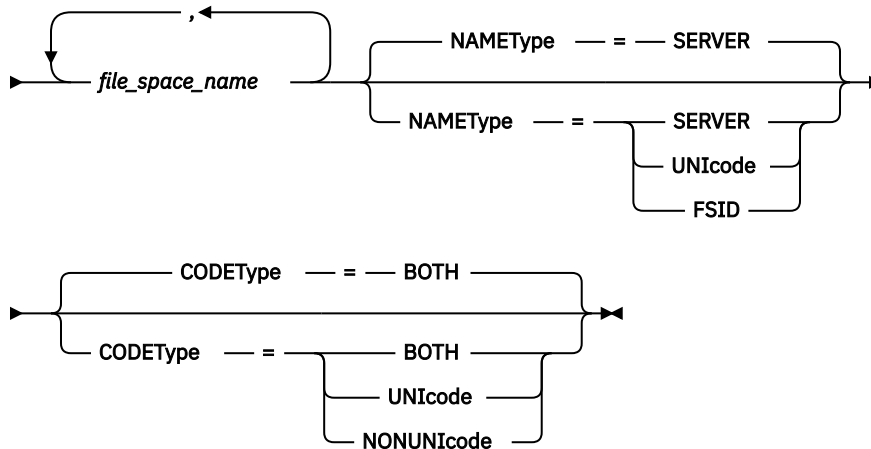 ,
NAMEType = SERVER
file_space_name
NAMEType = SERVER
UNIcode
FSID
CODEType = BOTH
CODEType = BOTH
UNIcode
NONUNIcode